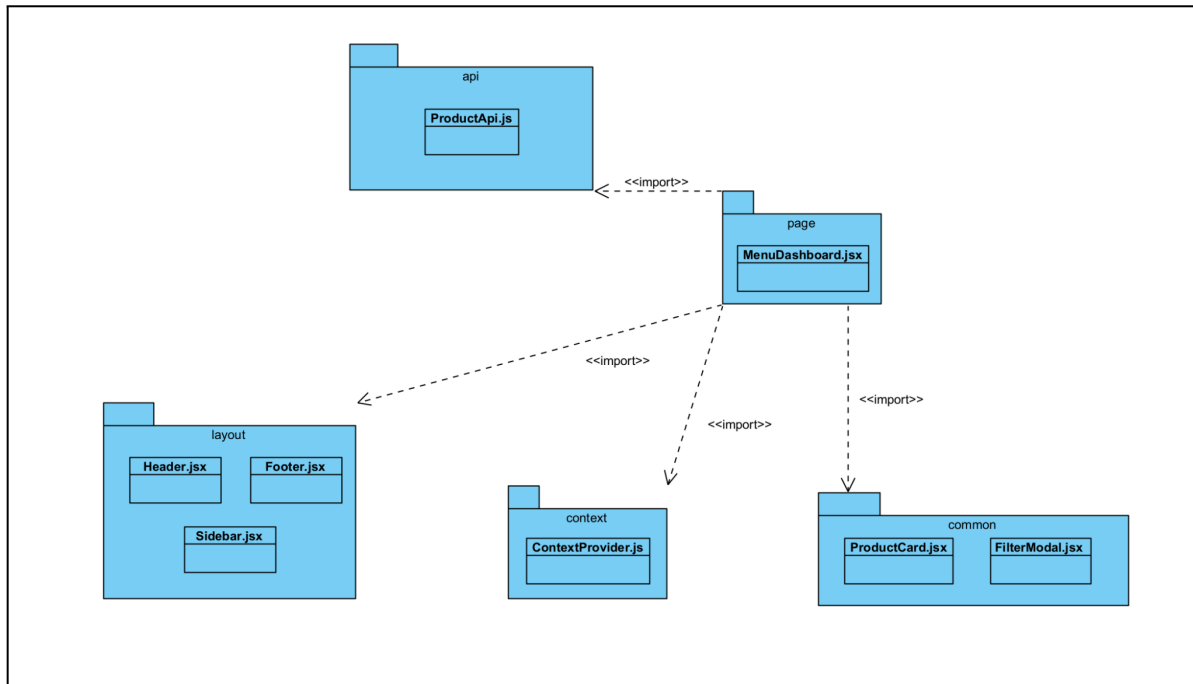 api
ProductApi.js
<<import>>
page
MenuDashboard.jsx
<<import>>
<<import>>
<<import>>
layout
Header.jsx
Footer.jsx
Sidebar.jsx
context
ContextProvider.js
common
ProductCard.jsx
FilterModal.jsx